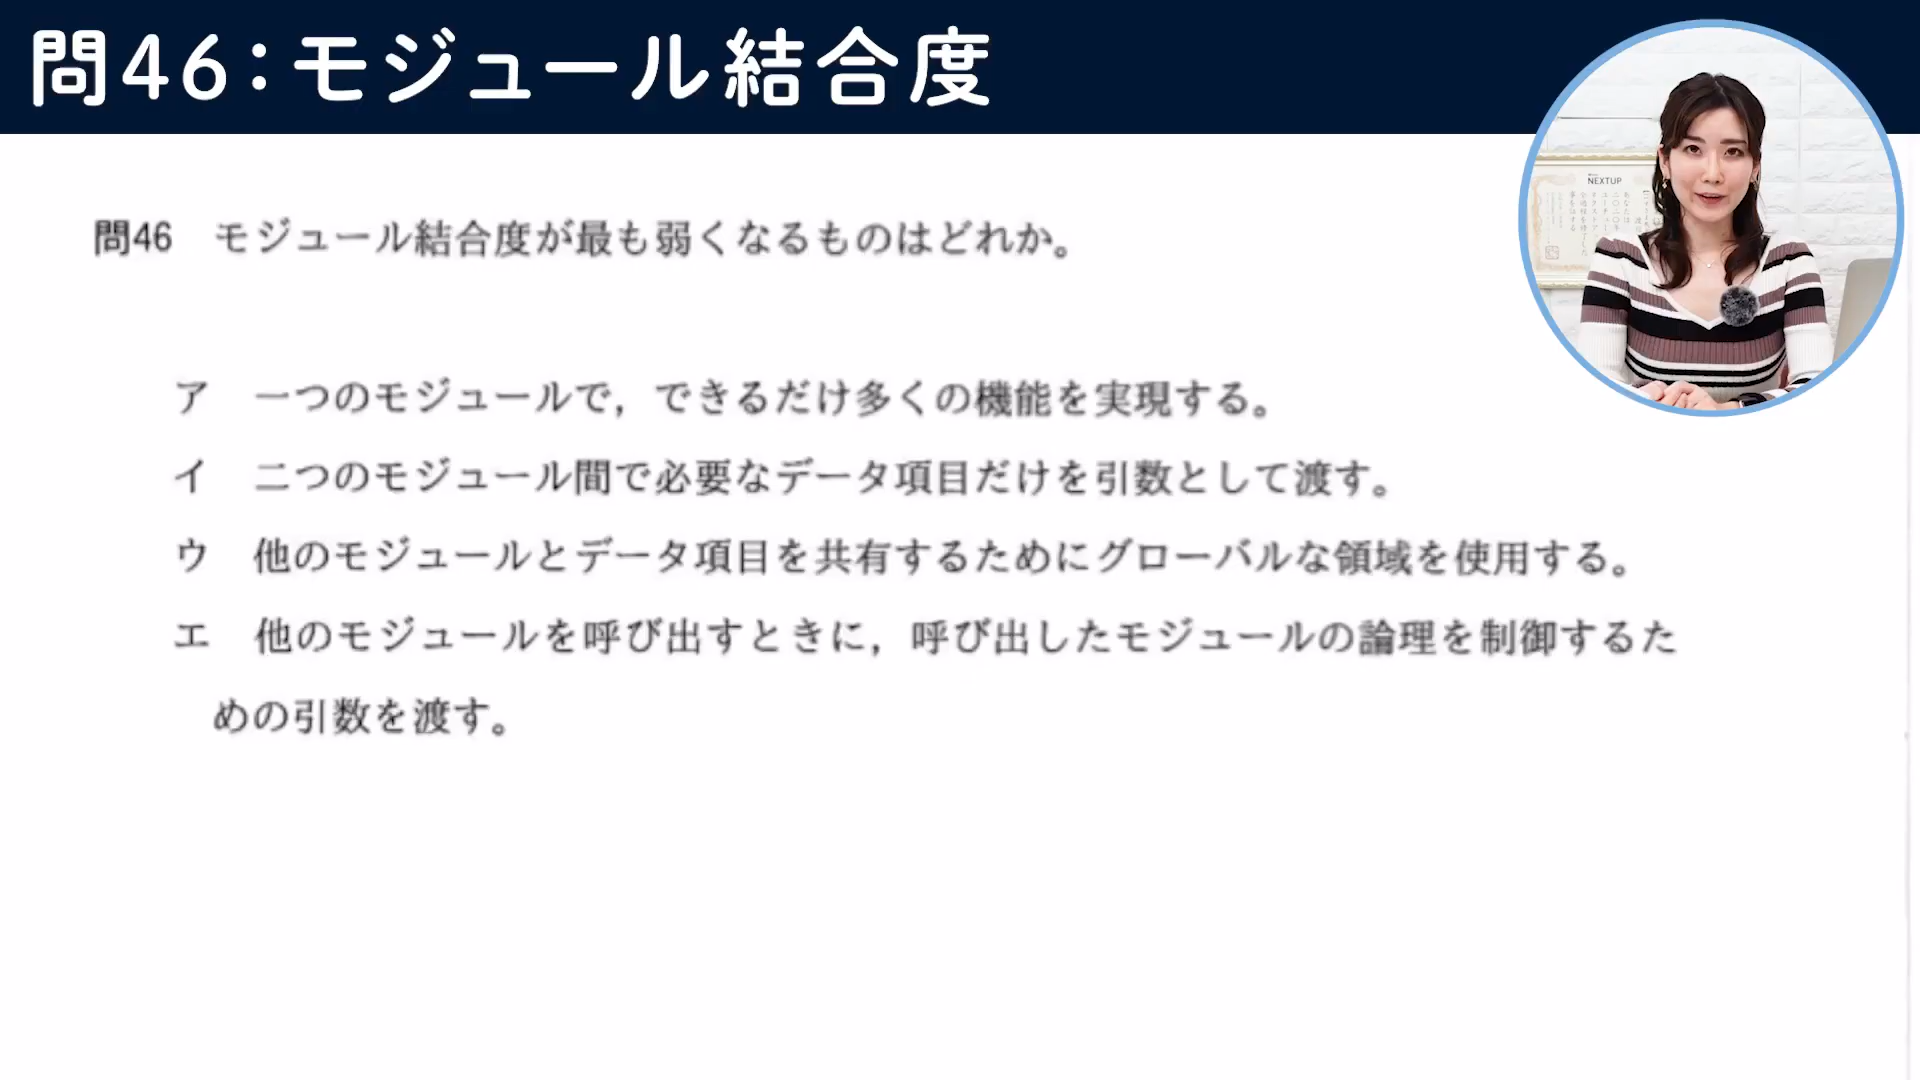 問46:モジュール結合度
NEXTUP
問46 モジュール結合度が最も弱くなるものはどれか。
ア 一つのモジュールで,できるだけ多くの機能を実現する。
イ 二つのモジュール間で必要なデータ項目だけを引数として渡す。
ウ 他のモジュールとデータ項目を共有するためにグローバルな領域を使用する。
エ 他のモジュールを呼び出すときに,呼び出したモジュールの論理を制御するた
めの引数を渡す。